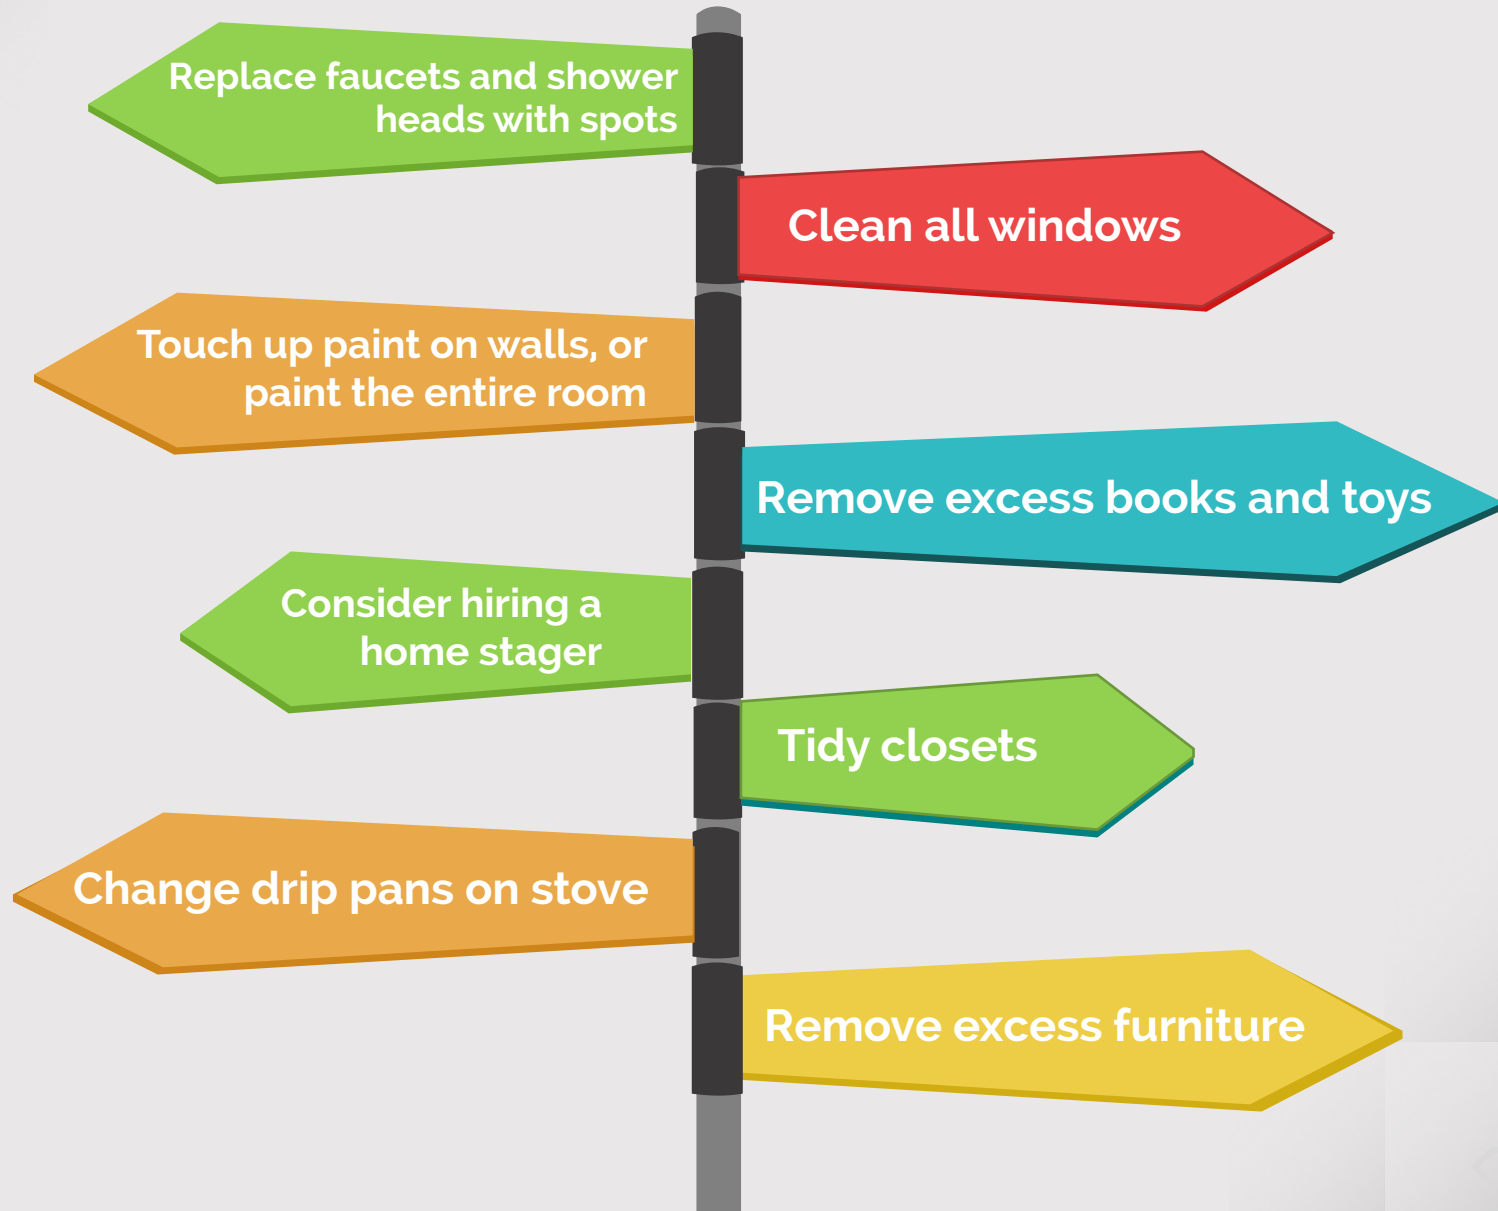 Replace faucets and shower
heads with spots
Clean all windows
Touch up paint on walls, or
paint the entire room
Remove excess books and toys
Consider hiring a
home stager
Tidy closets
Change drip pans on stove
Remove excess furniture